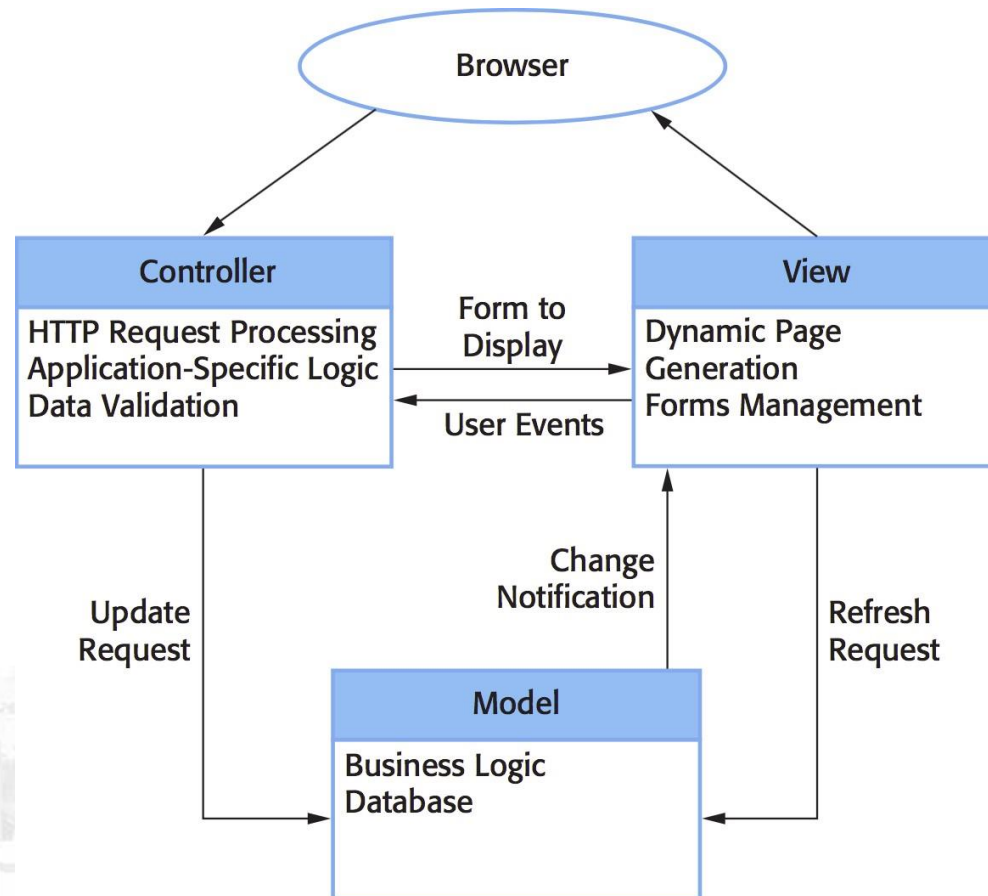 Browser
Controller
HTTP Request Processing
Application-Specific Logic
Data Validation
Form to
Display
User Events
View
Dynamic Page
Generation
Forms Management
Update
Request
Change
Notification
Refresh
Request
Model
Business Logic
Database